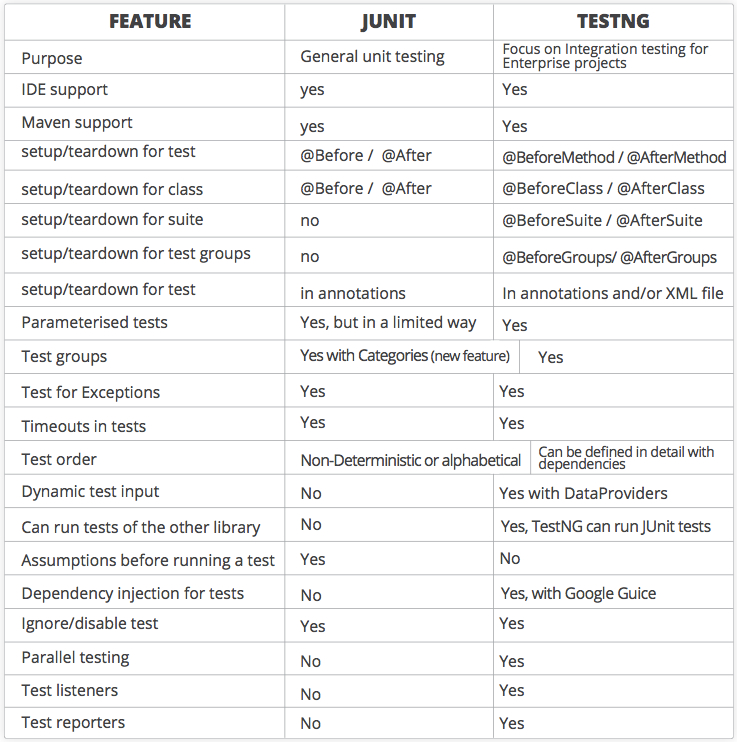 FEATURE JUNIT TESTNG
Purpose General unit testing Focus on Integration testing for
Enterprise projects
IDE support yes Yes
Maven support yes Yes
setup/teardown for test @Before / @After @BeforeMethod / @AfterMethod
setup/teardown for class @Before / @After @BeforeClass / @AfterClass
setup/teardown for suite no @BeforeSuite / @AfterSuite
setup/teardown for test groups no @BeforeGroups/ @AfterGroups
setup/teardown for test in annotations In annotations and/or XML file
Parameterised tests Yes, but in a limited way Yes
Test groups Yes with Categories (new feature) Yes
Test for Exceptions Yes Yes
Timeouts in tests Yes Yes
Test order Non-Deterministic or alphabetical Can be defined in detail with
dependencies
Dynamic test input No Yes with DataProviders
Can run tests of the other library No Yes, TestNG can run JUnit tests
Assumptions before running a test Yes No
Dependency injection for tests No Yes, with Google Guice
Ignore/disable test Yes Yes
Parallel testing No Yes
Test listeners No Yes
Test reporters No Yes